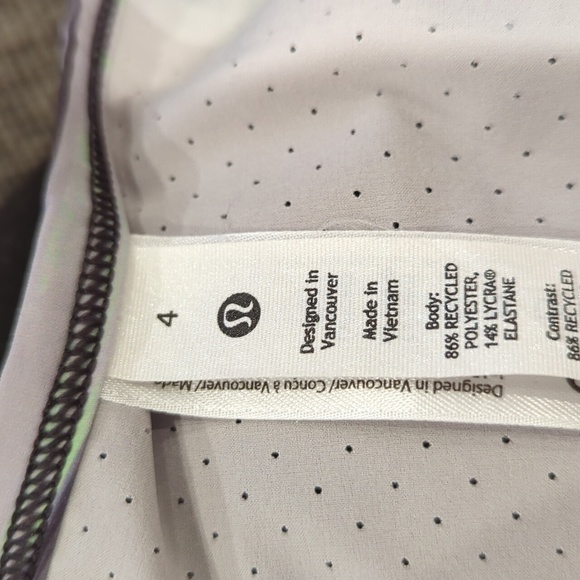 4
Designed in
Vancouver
Made in
Vietnam
Body:
86% RECYCLED
POLYESTER,
14% LYCRA®
ELASTANE
Contrast:
86% RECYCLED
Designed in Vancouver/Conçu à Vancouver/Made